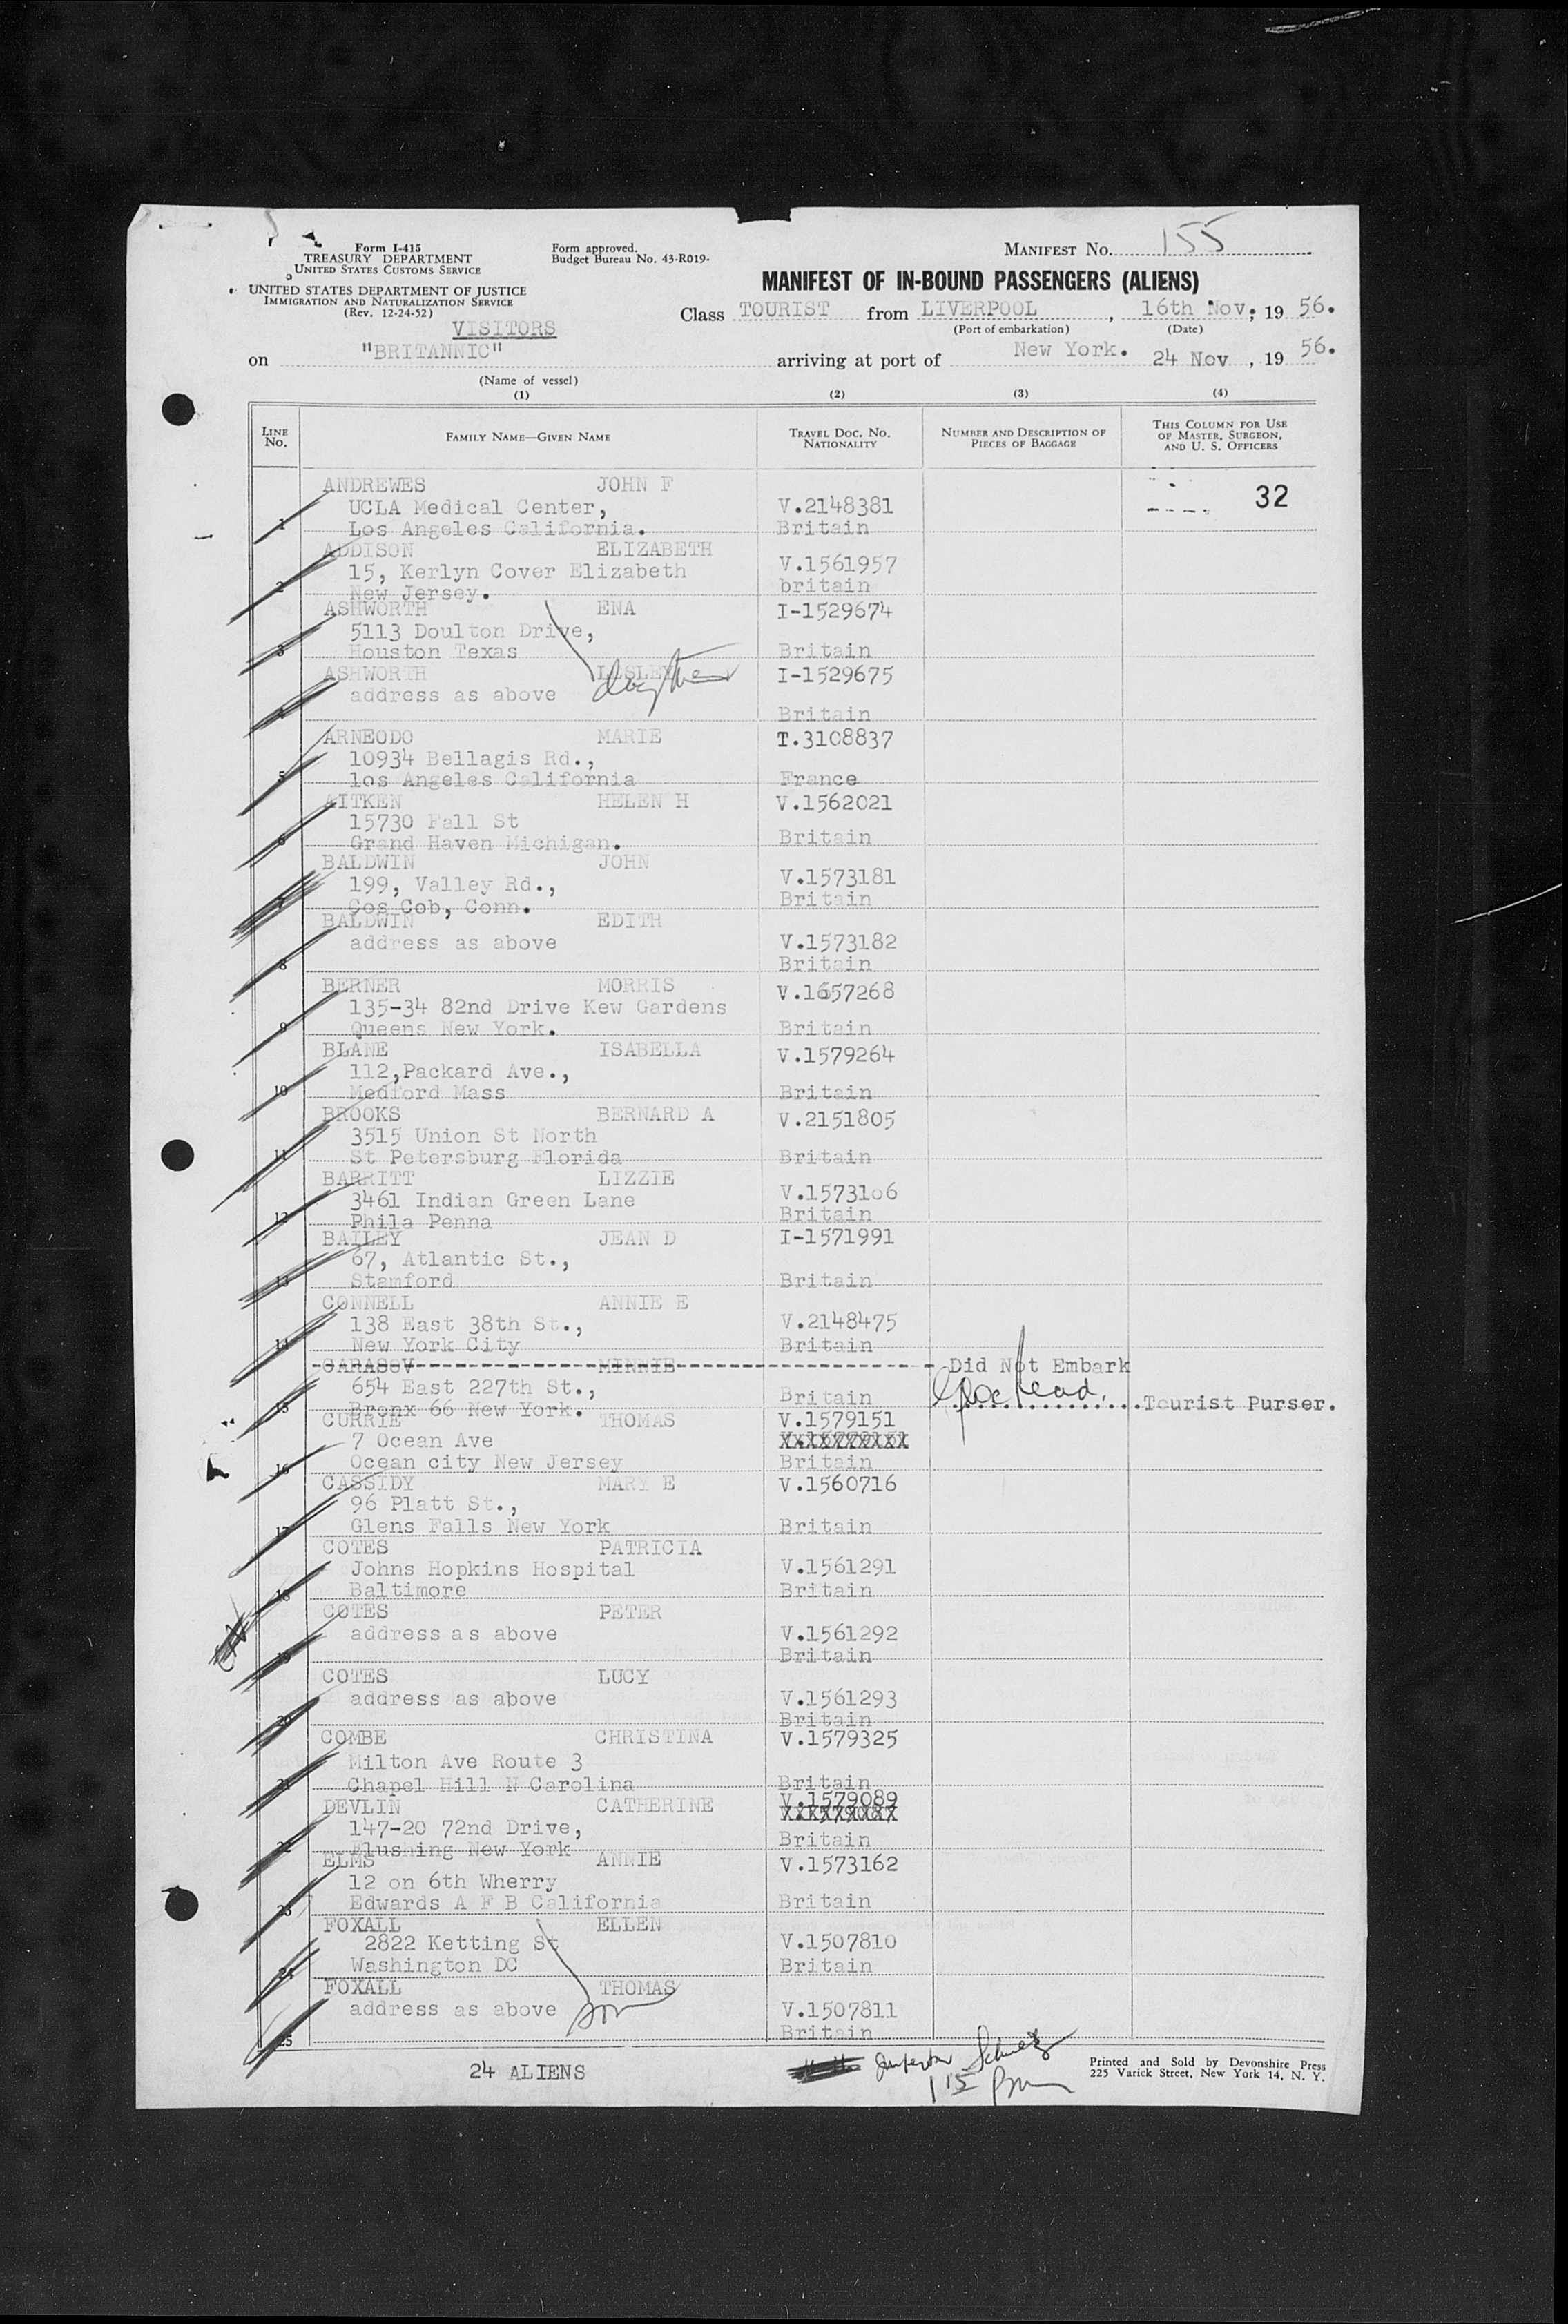 Form I-415
TREASURY DEPARTMENT
UNITED STATES CUSTOMS SERVICE
UNITED STATES DEPARTMENT OF JUSTICE
IMMIGRATION AND NATURALIZATION SERVICE
(Rev. 12-24-52)
Form approved.
Budget Bureau No. 43-R019-
MANIFEST NO. 155
MANIFEST OF IN-BOUND PASSENGERS (ALIENS)
Class TOURIST from LIVERPOOL, 16th Nov; 19 56.
(Port of embarkation) (Date)
VISITORS
on "BRITANNIC" arriving at port of New York. 24 Nov, 19 56.
(Name of vessel)
(1) (2) (3) (4)
LINE No. FAMILY NAME—GIVEN NAME TRAVEL DOC. NO. NATIONALITY NUMBER AND DESCRIPTION OF PIECES OF BAGGAGE THIS COLUMN FOR USE OF MASTER, SURGEON, AND U. S. OFFICERS
32
ANDREWES JOHN F
UCLA Medical Center, V.2148381
1 Los Angeles California. Britain
ADDISON ELIZABETH
15, Kerlyn Cover Elizabeth V.1561957
2 New Jersey. britain
ASHWORTH ENA I-1529674
5113 Doulton Drive,
3 Houston Texas Britain
ASHWORTH LESLEY I-1529675
daughter
address as above
4 Britain
ARNEODO MARIE T.3108837
10934 Bellagis Rd.,
5 los Angeles California France
AITKEN HELEN H V.1562021
15730 Fall St
6 Grand Haven Michigan. Britain
BALDWIN JOHN
199, Valley Rd., V.1573181
7 Cos Cob, Conn. Britain
BALDWIN EDITH
address as above V.1573182
8 Britain
BERNER MORRIS V.1657268
135-34 82nd Drive Kew Gardens
9 Queens New York. Britain
BLANE ISABELLA V.1579264
112,Packard Ave.,
10 Medford Mass Britain
BROOKS BERNARD A V.2151805
3515 Union St North
11 St Petersburg Florida Britain
BARRITT LIZZIE
3461 Indian Green Lane V.1573106
12 Phila Penna Britain
BAILEY JEAN D I-1571991
67, Atlantic St.,
13 Stamford Britain
CONNELL ANNIE E
138 East 38th St., V.2148475
14 New York City Britain
CARASOV MINNIE Did Not Embark
654 East 227th St., Britain
15 Bronx 66 New York. Tourist Purser.
CURRIE THOMAS V.1579151
7 Ocean Ave
16 Ocean city New Jersey Britain
CASSIDY MARY E V.1560716
96 Platt St.,
17 Glens Falls New York Britain
COTES PATRICIA
Johns Hopkins Hospital V.1561291
18 Baltimore Britain
COTES PETER
address as above V.1561292
19 Britain
COTES LUCY
address as above V.1561293
20 Britain
COMBE CHRISTINA V.1579325
Milton Ave Route 3
21 Chapel Hill N Carolina Britain
DEVLIN CATHERINE V.1579089
147-20 72nd Drive,
22 Flushing New York Britain
ELMS ANNIE V.1573162
12 on 6th Wherry
23 Edwards A F B California Britain
FOXALL ELLEN
2822 Ketting St V.1507810
24 Washington DC Britain
FOXALL THOMAS
son
address as above V.1507811
25 Britain
24 ALIENS
115 Pm
Printed and Sold by Devonshire Press
225 Varick Street, New York 14, N. Y.